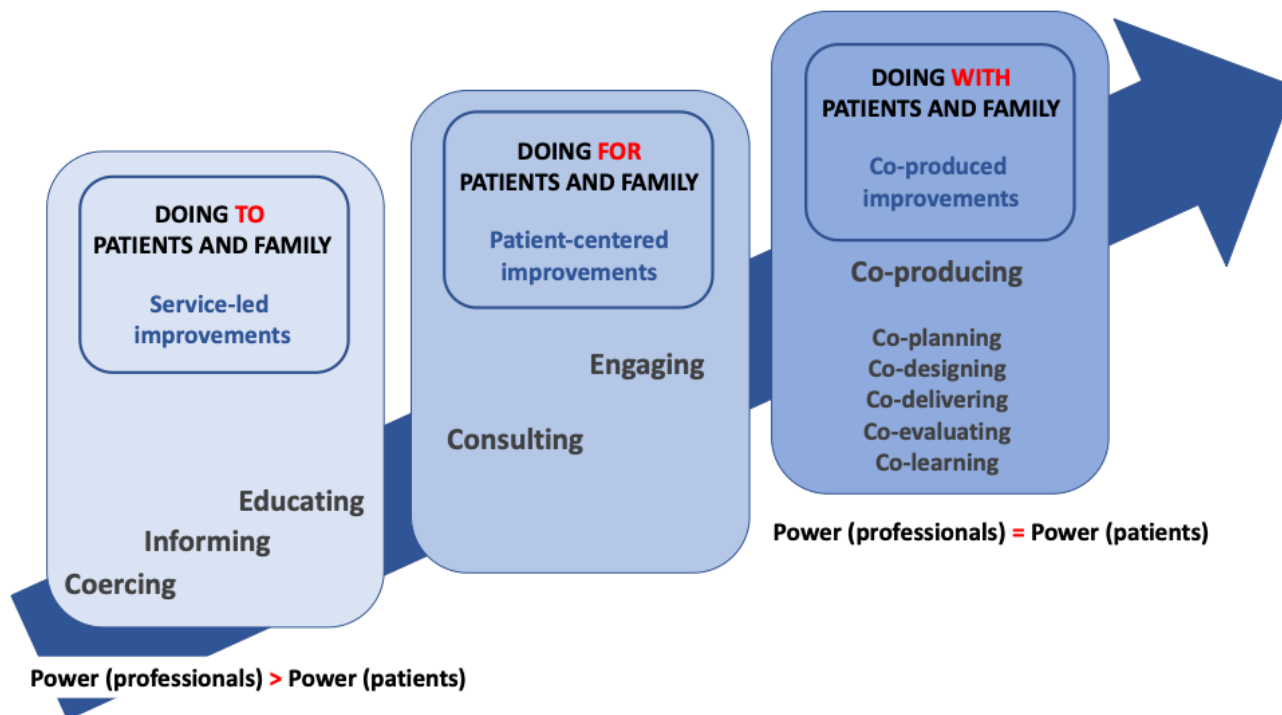 DOING TO
PATIENTS AND FAMILY
Service-led
improvements
Educating
Informing
Coercing
Power (professionals) > Power (patients)
DOING FOR
PATIENTS AND FAMILY
Patient-centered
improvements
Engaging
Consulting
DOING WITH
PATIENTS AND FAMILY
Co-produced
improvements
Co-producing
Co-planning
Co-designing
Co-delivering
Co-evaluating
Co-learning
Power (professionals) = Power (patients)